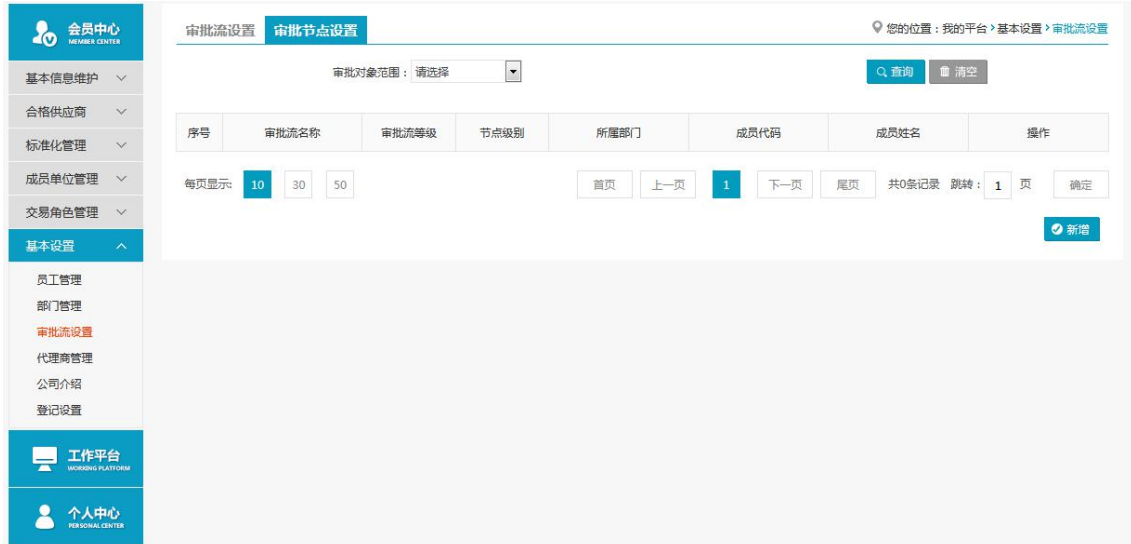 会员中心
MEMBER CENTER
基本信息维护
合格供应商
标准化管理
成员单位管理
交易角色管理
基本设置
员工管理
部门管理
审批流设置
代理商管理
公司介绍
登记设置
工作平台
WORKING PLATFORM
个人中心
PERSONAL CENTER
审批流设置 审批节点设置
您的位置：我的平台>基本设置>审批流设置
审批对象范围： 请选择 查询 清空
序号 审批流名称 审批流等级 节点级别 所属部门 成员代码 成员姓名 操作
每页显示: 10 30 50 首页 上一页 1 下一页 尾页 共0条记录 跳转： 1 页 确定
新增